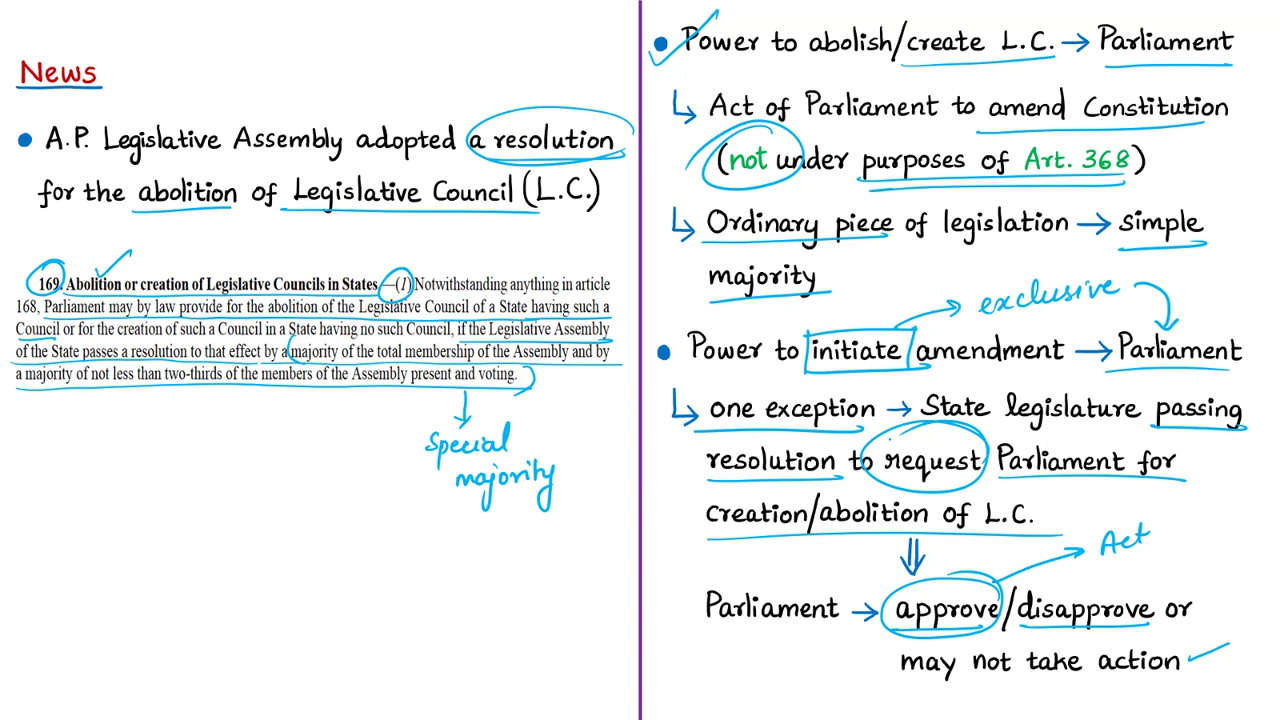 News
• A.P. Legislative Assembly adopted a resolution
for the abolition of Legislative Council (L.C.)
169. Abolition or creation of Legislative Councils in States.—(1) Notwithstanding anything in article
168, Parliament may by law provide for the abolition of the Legislative Council of a State having such a
Council or for the creation of such a Council in a State having no such Council, if the Legislative Assembly
of the State passes a resolution to that effect by a majority of the total membership of the Assembly and by
a majority of not less than two-thirds of the members of the Assembly present and voting.
Special
majority
• Power to abolish/create L.C. → Parliament
↳ Act of Parliament to amend Constitution
(not under purposes of Art. 368)
↳ Ordinary piece of legislation → simple
majority
exclusive
• Power to initiate amendment → Parliament
↳ one exception → State legislature passing
resolution to request Parliament for
creation/abolition of L.C.
Act
Parliament → approve/disapprove or
may not take action